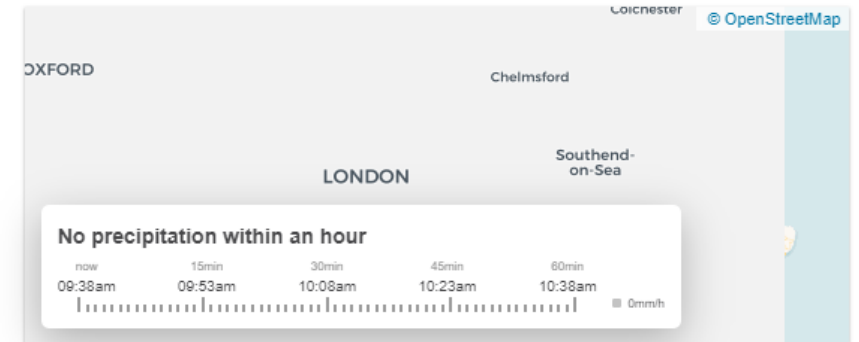 Colchester
© OpenStreetMap
OXFORD
Chelmsford
Southend-
on-Sea
LONDON
No precipitation within an hour
now 15min 30min 45min 60min
09:38am 09:53am 10:08am 10:23am 10:38am
0mm/h